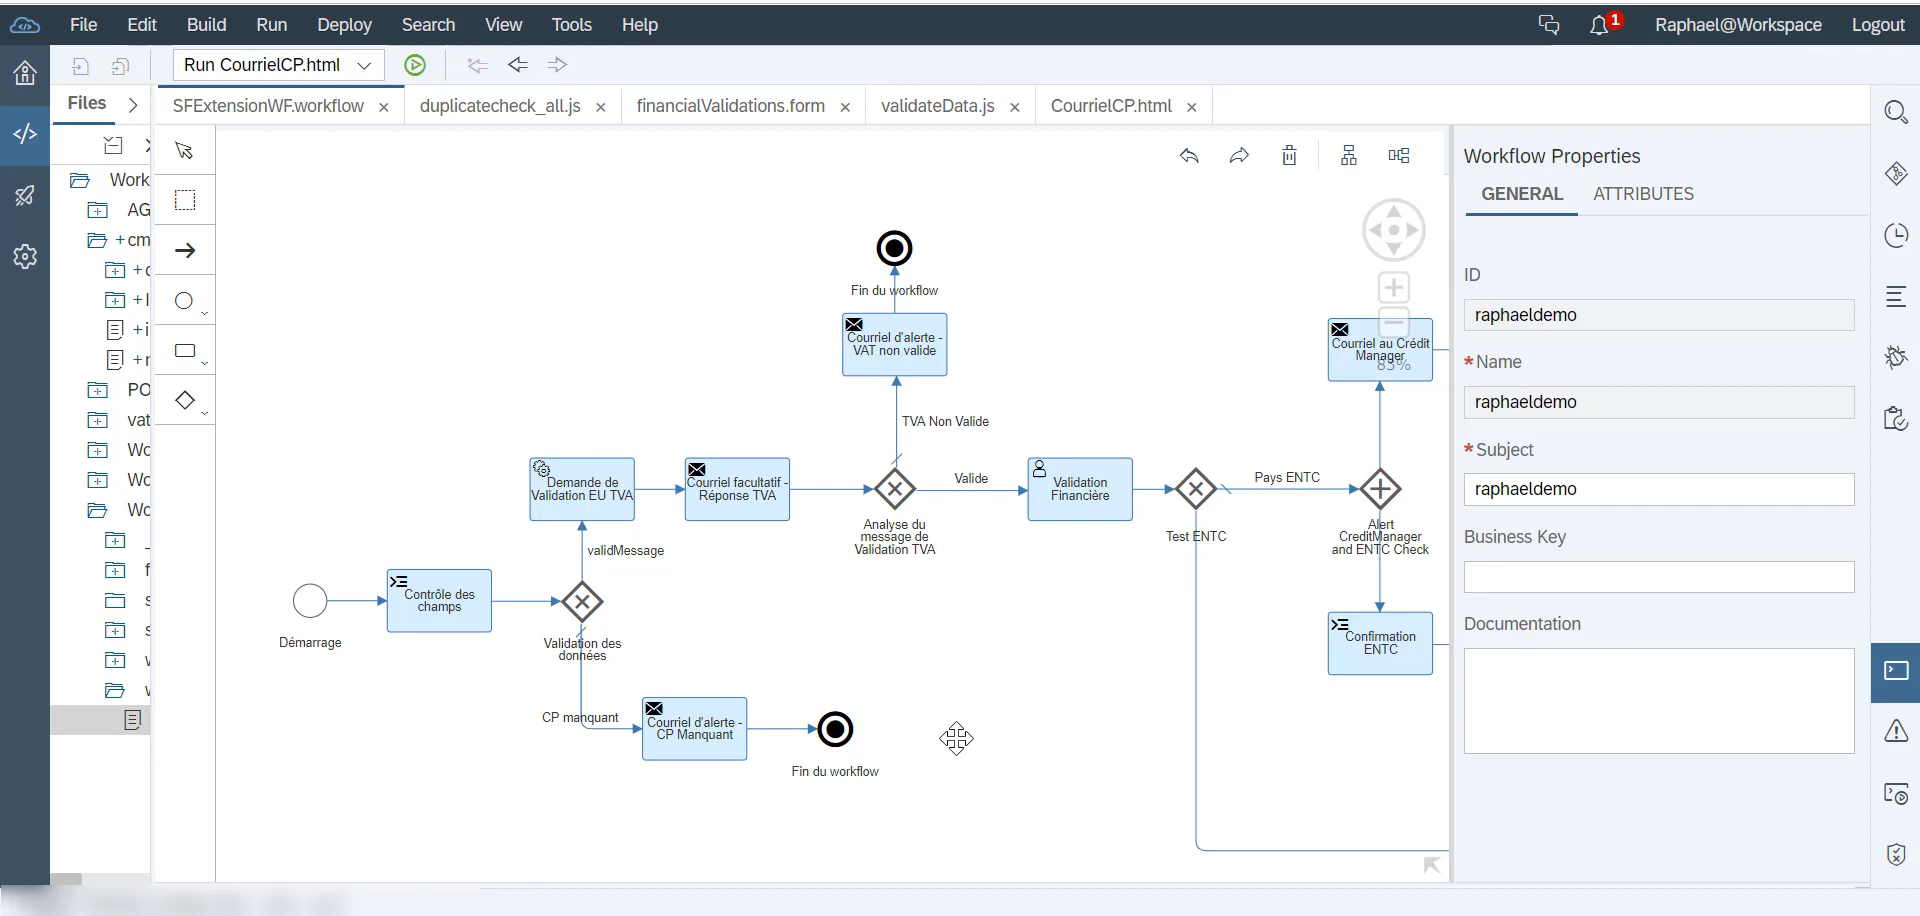 File Edit Build Run Deploy Search View Tools Help 1 Raphael@Workspace Logout
Run CourrielCP.html
Files
SFExtensionWF.workflow × duplicatecheck_all.js × financialValidations.form × validateData.js × CourrielCP.html ×
Work
AG
+cm
+
+
+i
+r
PO
vat
Wo
Wo
Wo
_
f
s
s
Fin du workflow
Courriel d'alerte -
VAT non valide
TVA Non Valide
Demande de
Validation EU TVA
Courriel facultatif -
Réponse TVA
Valide
Analyse du
message de
Validation TVA
Validation
Financière
Test ENTC
Pays ENTC
Courriel au Crédit
Manager
83%
Alert
CreditManager
and ENTC Check
Confirmation
ENTC
validMessage
Démarrage
Contrôle des
champs
Validation des
données
CP manquant
Courriel d'alerte -
CP Manquant
Fin du workflow
Workflow Properties
GENERAL ATTRIBUTES
ID
raphaeldemo
*Name
raphaeldemo
*Subject
raphaeldemo
Business Key
Documentation